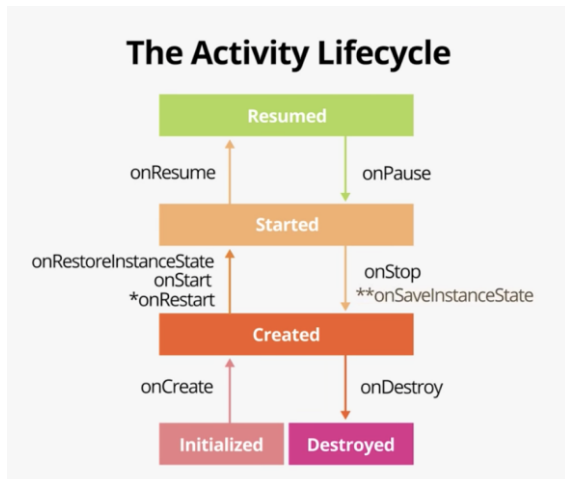 The Activity Lifecycle
Resumed
onResume
onPause
Started
onRestoreInstanceState
onStart
*onRestart
onStop
**onSaveInstanceState
Created
onCreate
onDestroy
Initialized
Destroyed